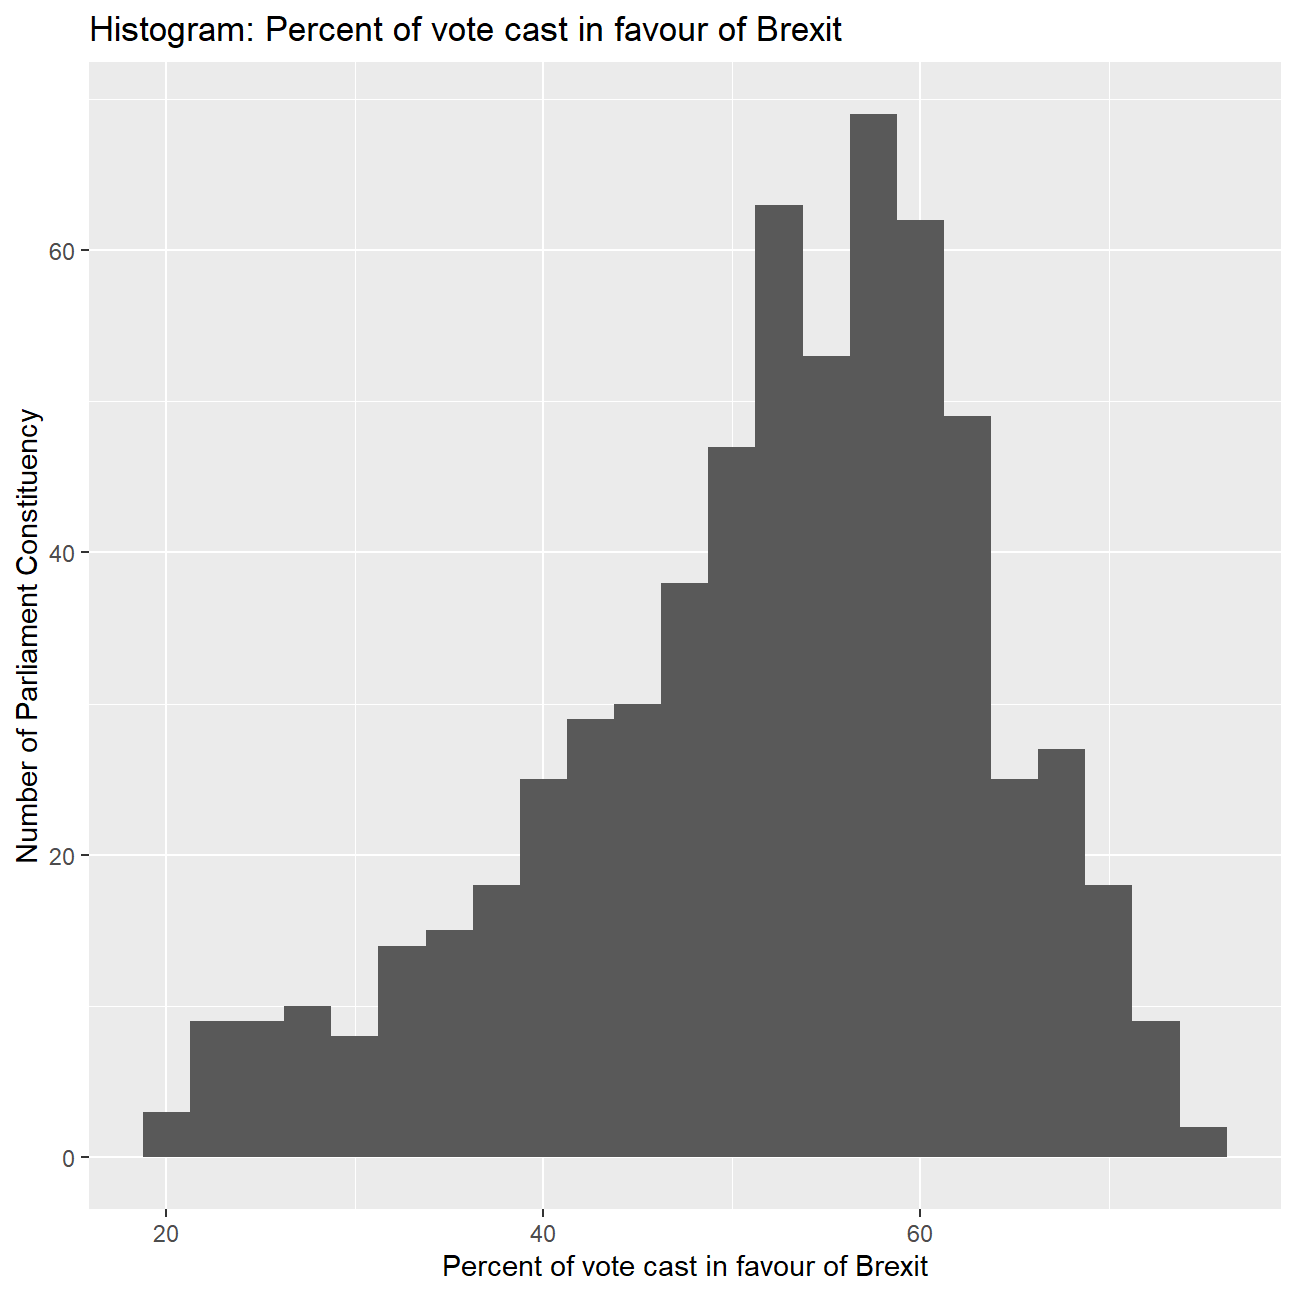 Histogram: Percent of vote cast in favour of Brexit
Number of Parliament Constituency
60
40
20
0
20
40
60
Percent of vote cast in favour of Brexit